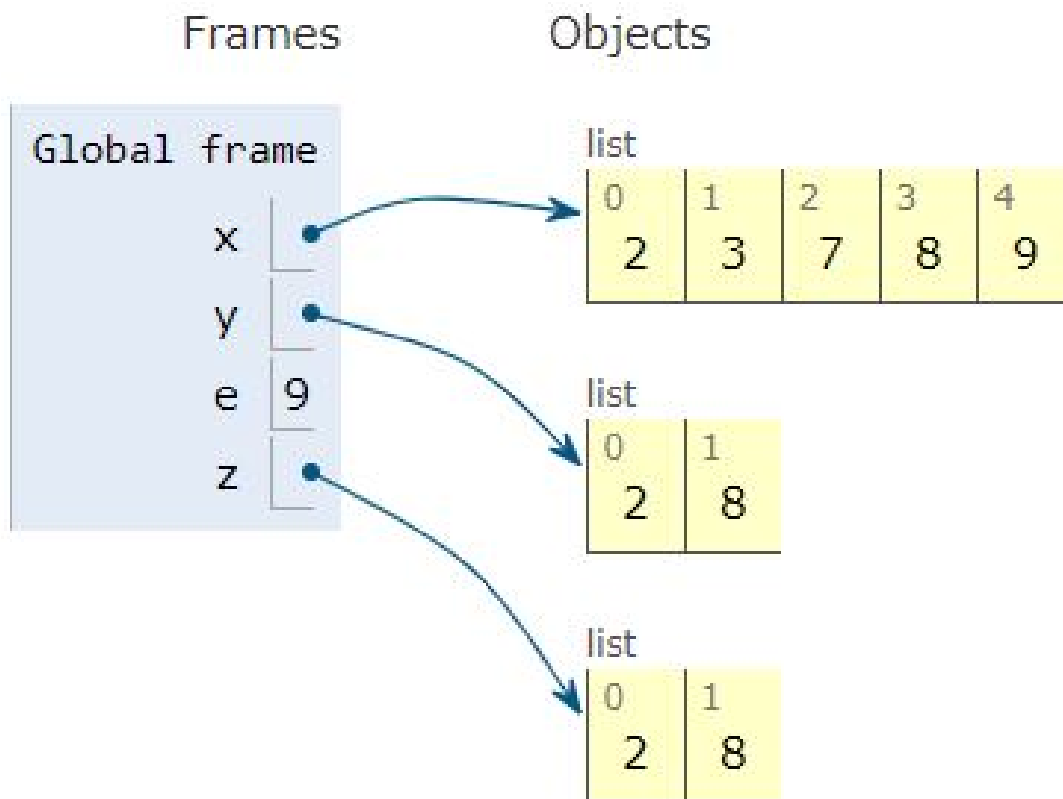 Frames Objects
Global frame
x
y
e 9
z
list
0 1 2 3 4
2 3 7 8 9
list
0 1
2 8
list
0 1
2 8